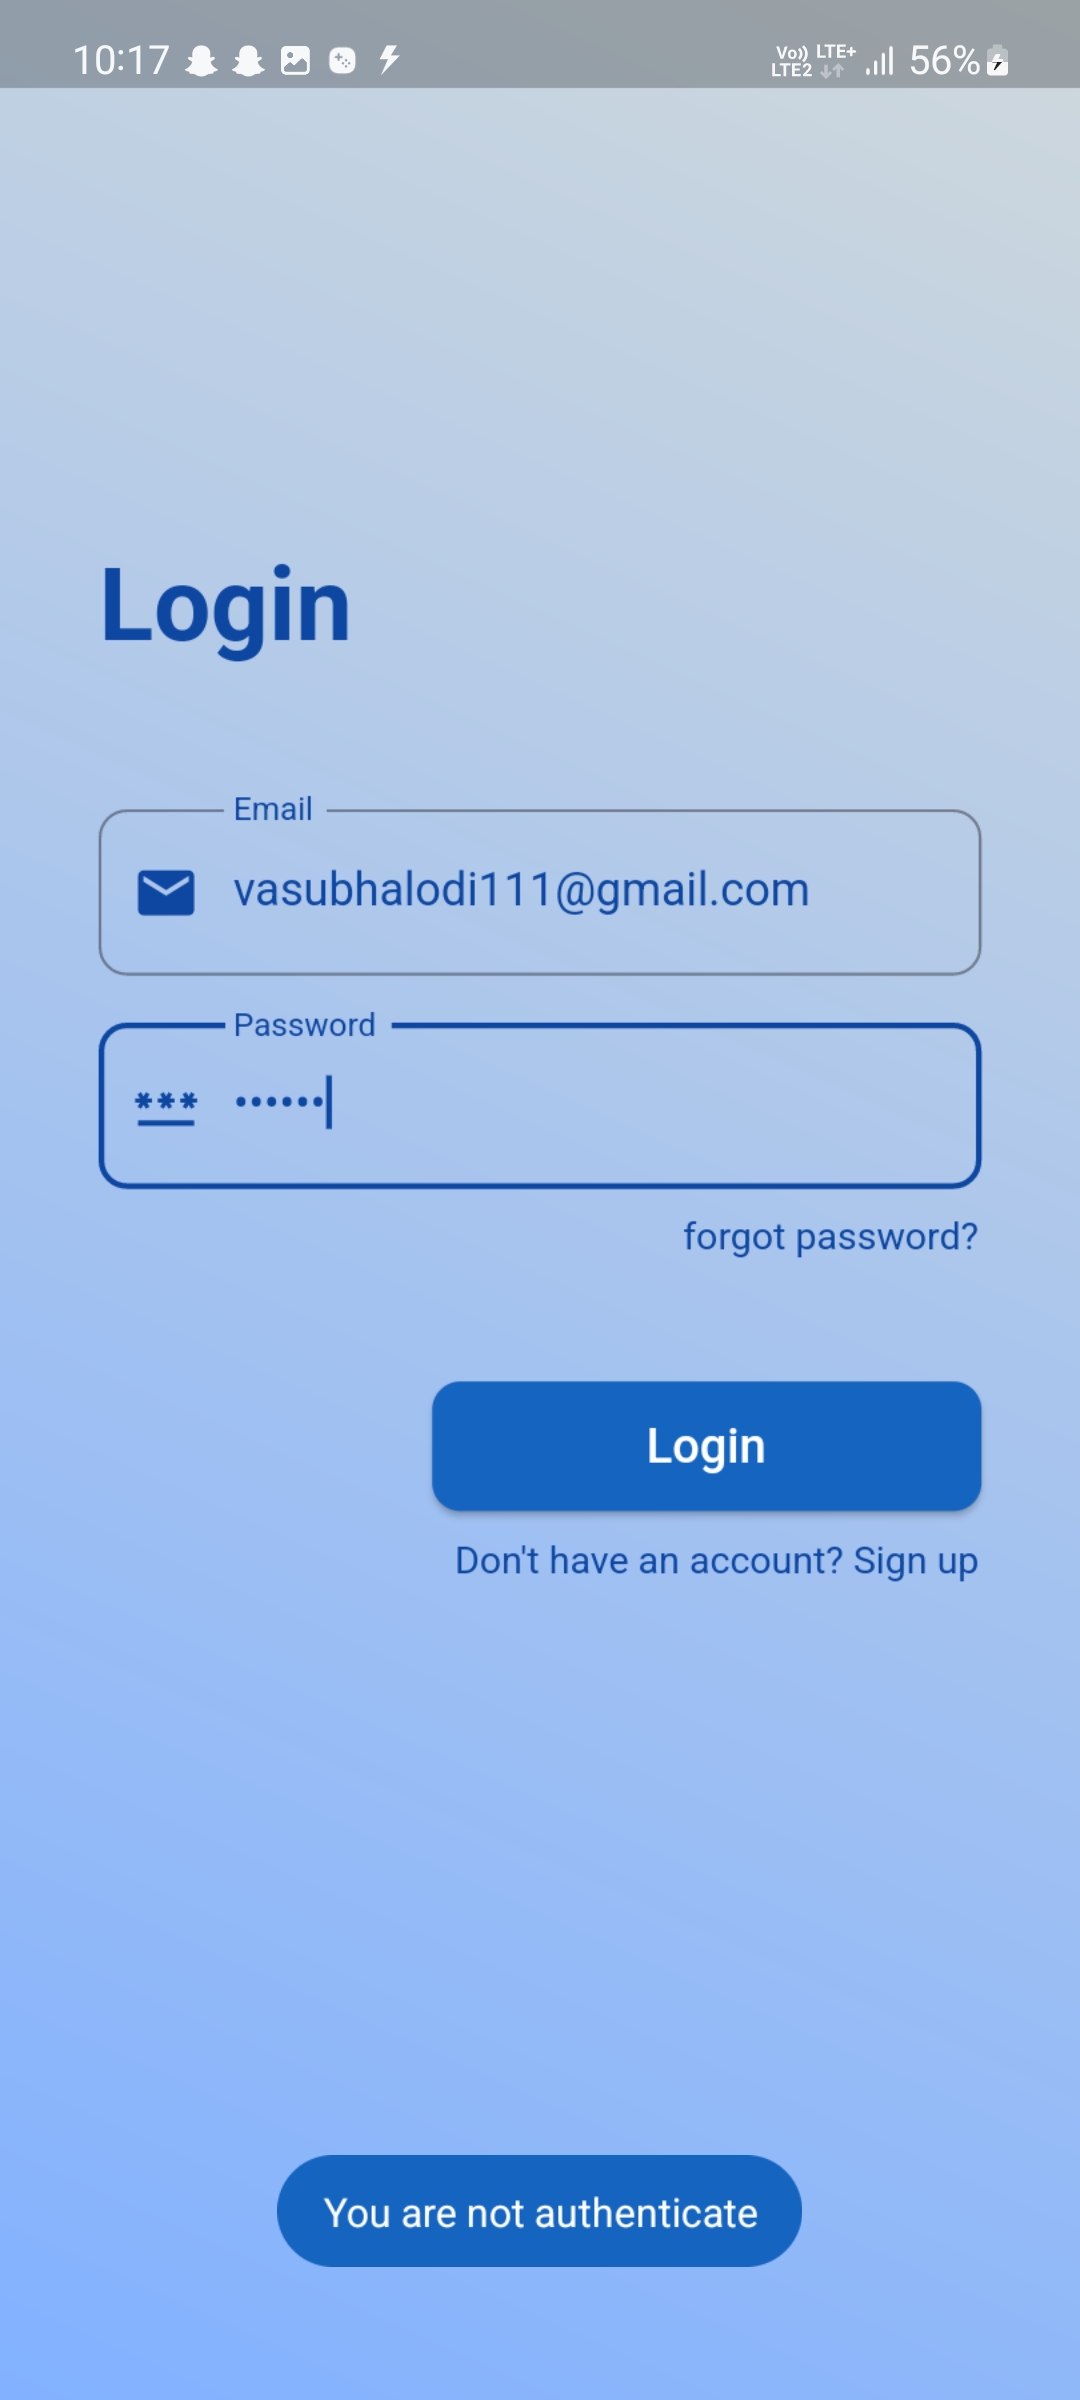 10:17
Vo)) LTE+
LTE2
56%
Login
Email
vasubhalodi111@gmail.com
Password
***
••••••
forgot password?
Login
Don't have an account? Sign up
You are not authenticate